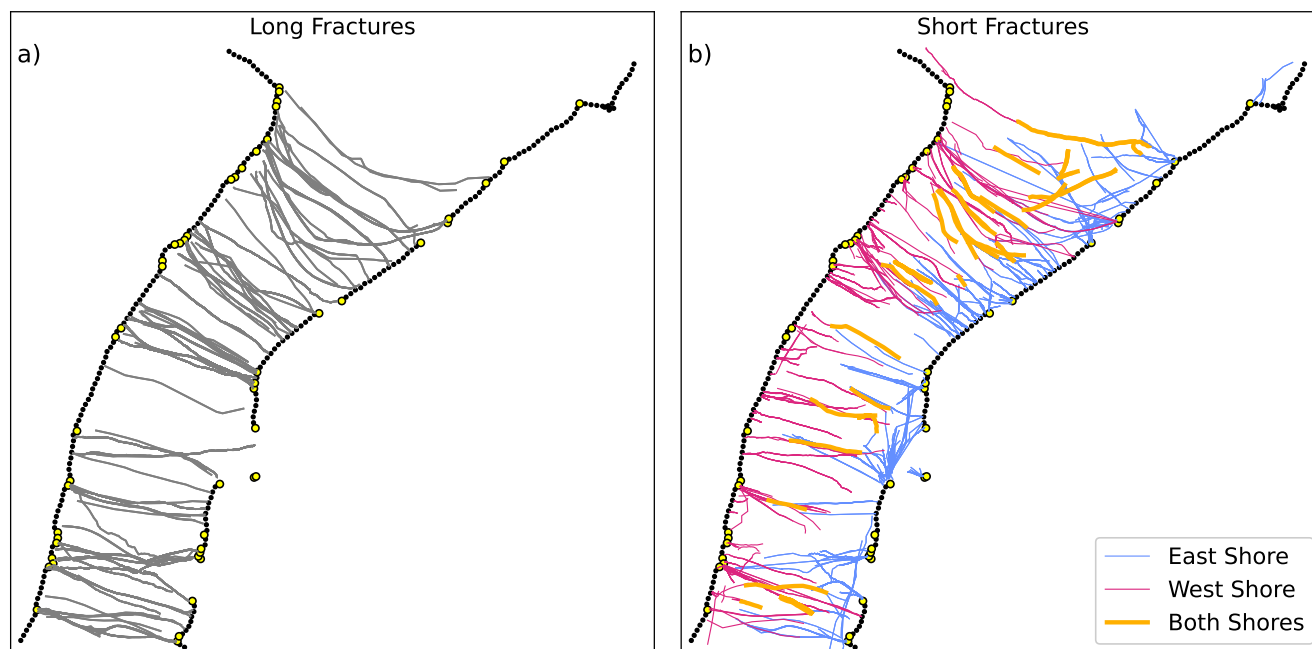 Long Fractures
a)
Short Fractures
b)
East Shore
West Shore
Both Shores